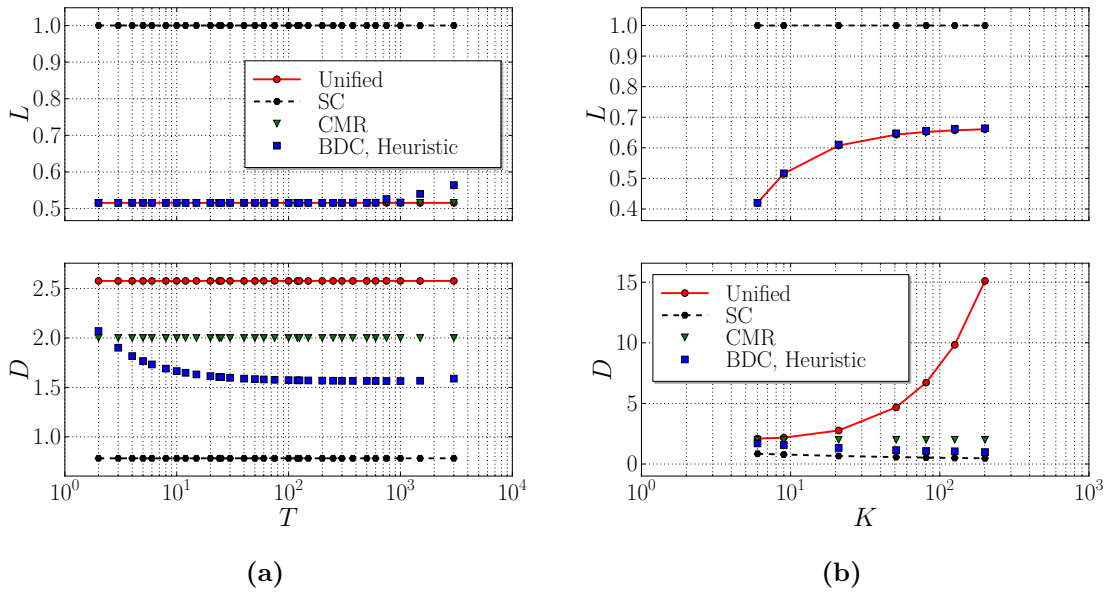 1.0
0.9
0.8
0.7
0.6
0.5
L
Unified
SC
CMR
BDC, Heuristic
2.5
2.0
1.5
1.0
D
10^0 10^1 10^2 10^3 10^4
T
(a)
1.0
0.9
0.8
0.7
0.6
0.5
0.4
L
15
10
5
0
D
Unified
SC
CMR
BDC, Heuristic
10^0 10^1 10^2 10^3
K
(b)